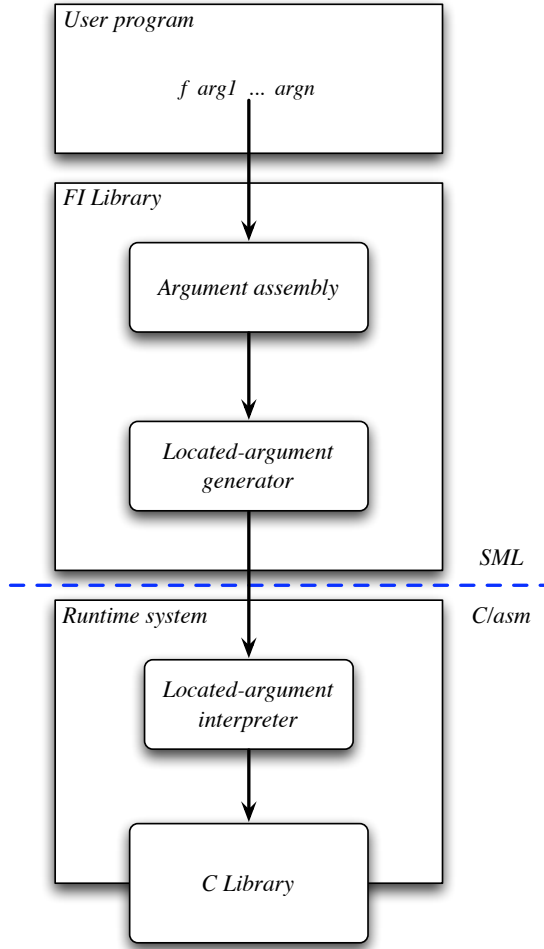 User program
f arg1 ... argn
FI Library
Argument assembly
Located-argument
generator
SML
Runtime system
C/asm
Located-argument
interpreter
C Library